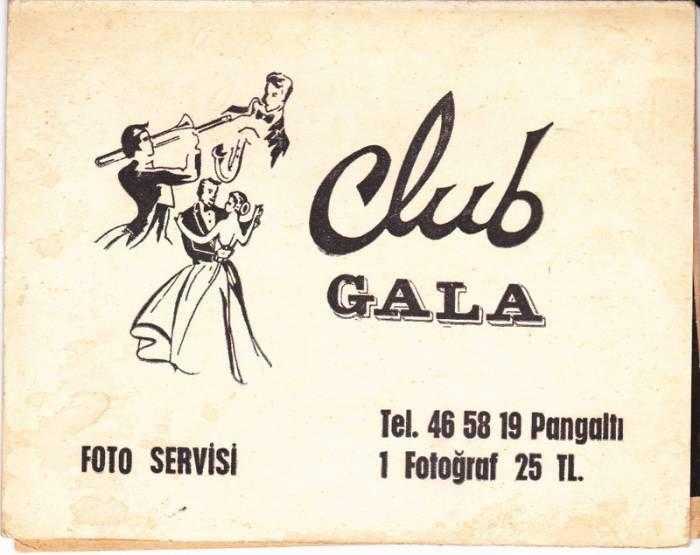 Club
GALA
FOTO SERVİSİ
Tel. 46 58 19 Pangaltı
1 Fotoğraf 25 TL.